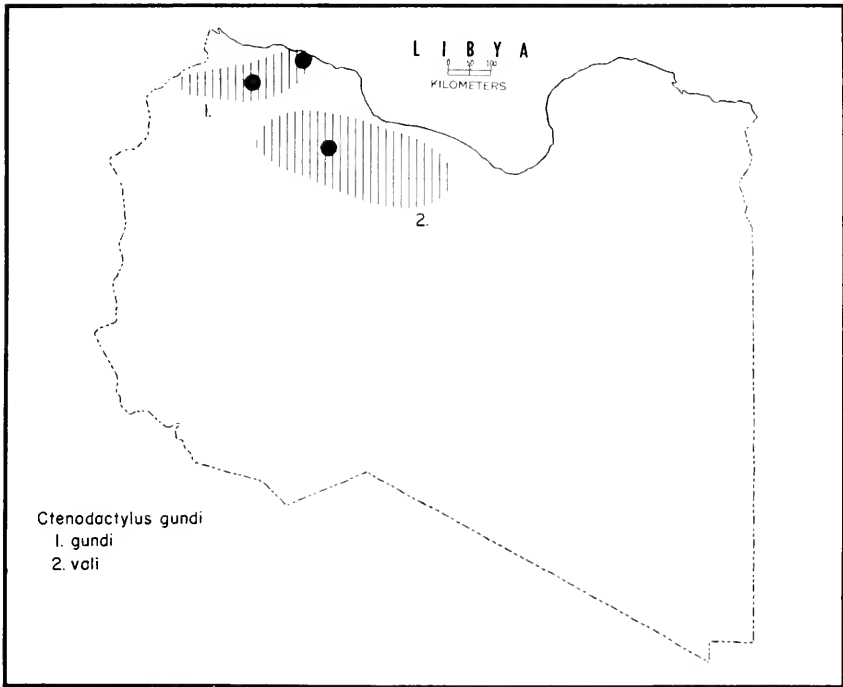 L I B Y A
0 50 100
KILOMETERS
1.
2.
Ctenodactylus gundi
1. gundi
2. vali